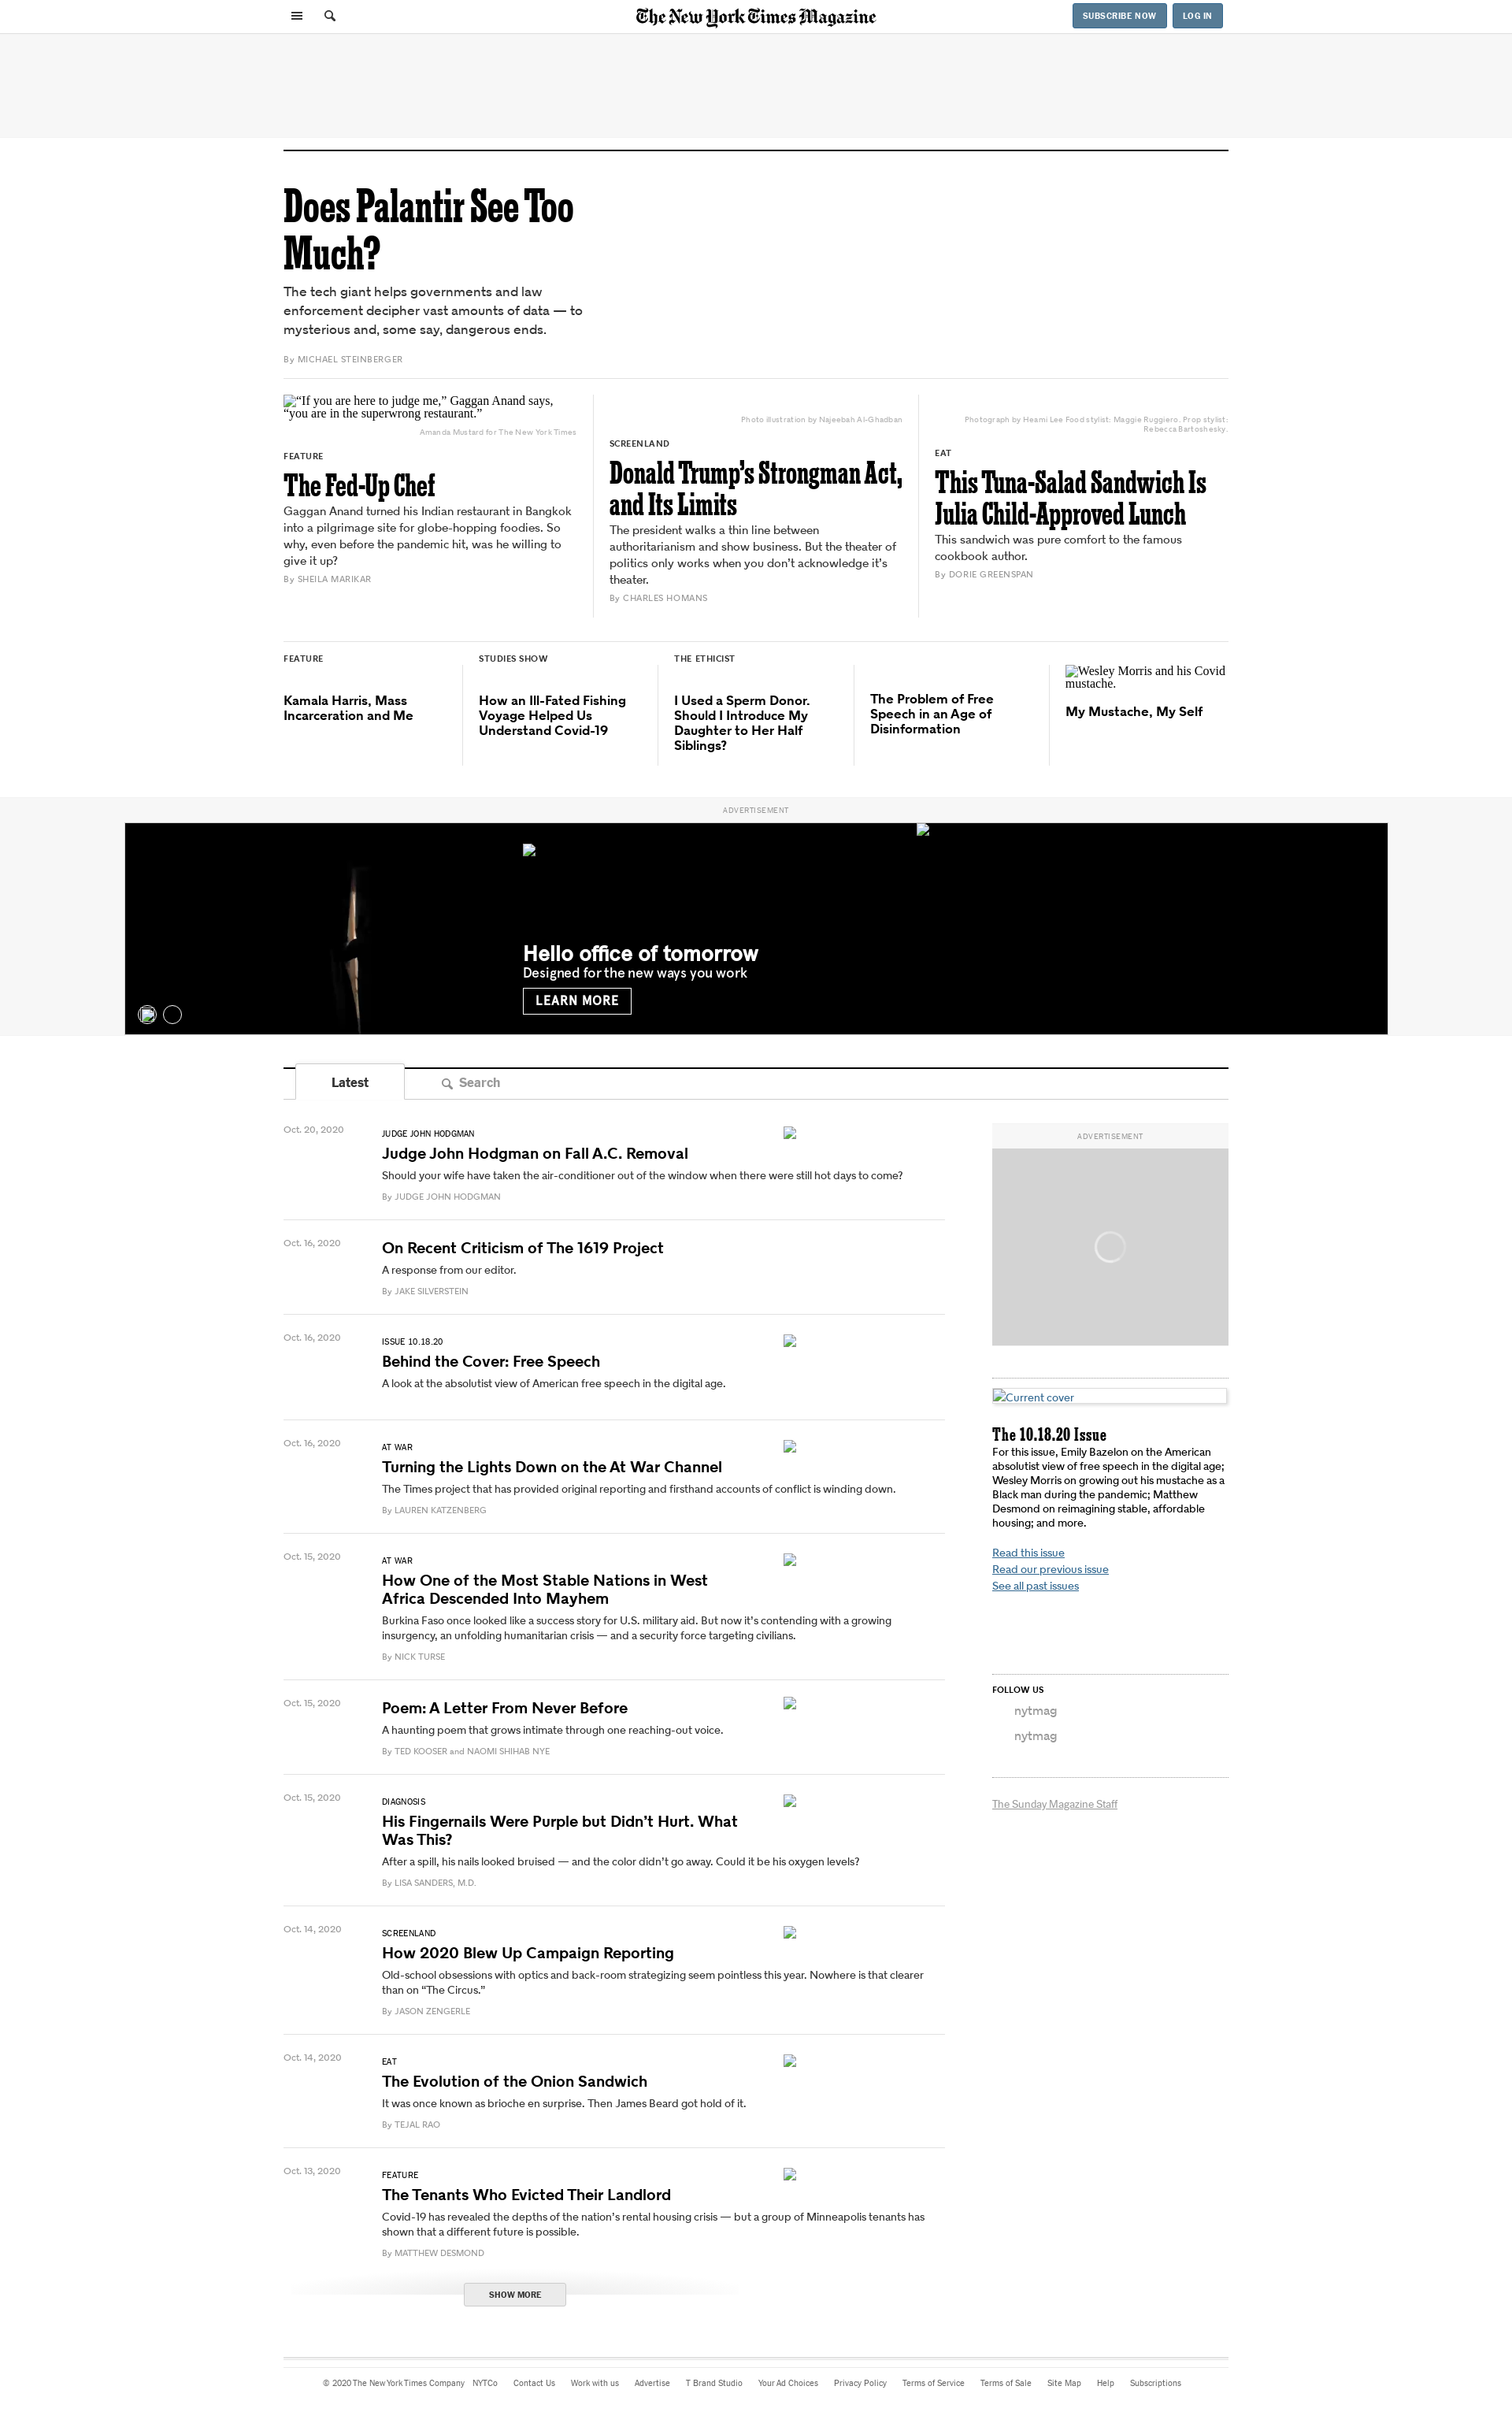 The New York Times Magazine
SUBSCRIBE NOW
LOG IN
Does Palantir See Too
Much?
The tech giant helps governments and law
enforcement decipher vast amounts of data — to
mysterious and, some say, dangerous ends.
By MICHAEL STEINBERGER
“If you are here to judge me,” Gaggan Anand says,
“you are in the superwrong restaurant.”
Amanda Mustard for The New York Times
FEATURE
The Fed-Up Chef
Gaggan Anand turned his Indian restaurant in Bangkok
into a pilgrimage site for globe-hopping foodies. So
why, even before the pandemic hit, was he willing to
give it up?
By SHEILA MARIKAR
Photo illustration by Najeebah Al-Ghadban
SCREENLAND
Donald Trump’s Strongman Act,
and Its Limits
The president walks a thin line between
authoritarianism and show business. But the theater of
politics only works when you don’t acknowledge it’s
theater.
By CHARLES HOMANS
Photograph by Heami Lee Food stylist: Maggie Ruggiero. Prop stylist:
Rebecca Bartoshesky.
EAT
This Tuna-Salad Sandwich Is
Julia Child-Approved Lunch
This sandwich was pure comfort to the famous
cookbook author.
By DORIE GREENSPAN
FEATURE
Kamala Harris, Mass
Incarceration and Me
STUDIES SHOW
How an Ill-Fated Fishing
Voyage Helped Us
Understand Covid-19
THE ETHICIST
I Used a Sperm Donor.
Should I Introduce My
Daughter to Her Half
Siblings?
The Problem of Free
Speech in an Age of
Disinformation
Wesley Morris and his Covid
mustache.
My Mustache, My Self
ADVERTISEMENT
Hello office of tomorrow
Designed for the new ways you work
LEARN MORE
Latest
Search
Oct. 20, 2020
JUDGE JOHN HODGMAN
Judge John Hodgman on Fall A.C. Removal
Should your wife have taken the air-conditioner out of the window when there were still hot days to come?
By JUDGE JOHN HODGMAN
Oct. 16, 2020
On Recent Criticism of The 1619 Project
A response from our editor.
By JAKE SILVERSTEIN
Oct. 16, 2020
ISSUE 10.18.20
Behind the Cover: Free Speech
A look at the absolutist view of American free speech in the digital age.
Oct. 16, 2020
AT WAR
Turning the Lights Down on the At War Channel
The Times project that has provided original reporting and firsthand accounts of conflict is winding down.
By LAUREN KATZENBERG
Oct. 15, 2020
AT WAR
How One of the Most Stable Nations in West
Africa Descended Into Mayhem
Burkina Faso once looked like a success story for U.S. military aid. But now it’s contending with a growing
insurgency, an unfolding humanitarian crisis — and a security force targeting civilians.
By NICK TURSE
Oct. 15, 2020
Poem: A Letter From Never Before
A haunting poem that grows intimate through one reaching-out voice.
By TED KOOSER and NAOMI SHIHAB NYE
Oct. 15, 2020
DIAGNOSIS
His Fingernails Were Purple but Didn’t Hurt. What
Was This?
After a spill, his nails looked bruised — and the color didn’t go away. Could it be his oxygen levels?
By LISA SANDERS, M.D.
Oct. 14, 2020
SCREENLAND
How 2020 Blew Up Campaign Reporting
Old-school obsessions with optics and back-room strategizing seem pointless this year. Nowhere is that clearer
than on “The Circus.”
By JASON ZENGERLE
Oct. 14, 2020
EAT
The Evolution of the Onion Sandwich
It was once known as brioche en surprise. Then James Beard got hold of it.
By TEJAL RAO
Oct. 13, 2020
FEATURE
The Tenants Who Evicted Their Landlord
Covid-19 has revealed the depths of the nation’s rental housing crisis — but a group of Minneapolis tenants has
shown that a different future is possible.
By MATTHEW DESMOND
SHOW MORE
ADVERTISEMENT
Current cover
The 10.18.20 Issue
For this issue, Emily Bazelon on the American
absolutist view of free speech in the digital age;
Wesley Morris on growing out his mustache as a
Black man during the pandemic; Matthew
Desmond on reimagining stable, affordable
housing; and more.
Read this issue
Read our previous issue
See all past issues
FOLLOW US
nytmag
nytmag
The Sunday Magazine Staff
© 2020 The New York Times Company NYTCo Contact Us Work with us Advertise T Brand Studio Your Ad Choices Privacy Policy Terms of Service Terms of Sale Site Map Help Subscriptions